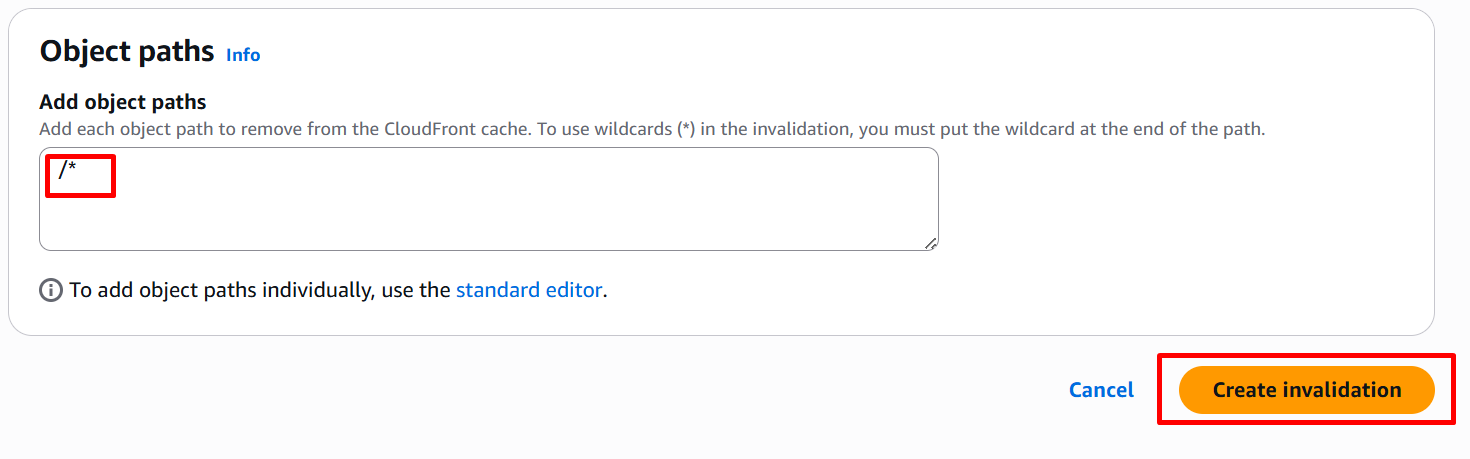 Object paths Info
Add object paths
Add each object path to remove from the CloudFront cache. To use wildcards (*) in the invalidation, you must put the wildcard at the end of the path.
/*
To add object paths individually, use the standard editor.
Cancel Create invalidation